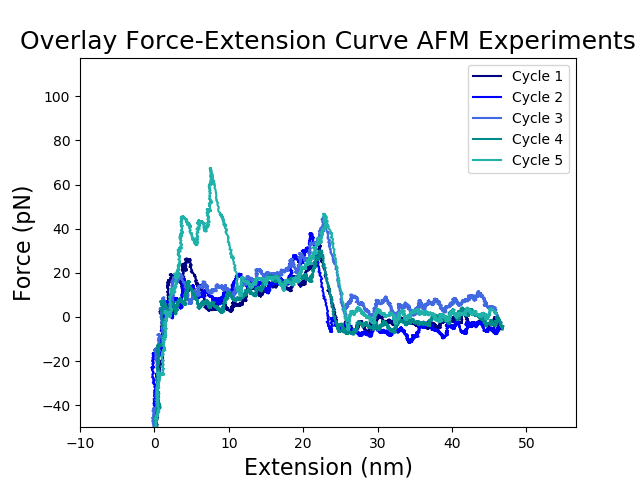 Overlay Force-Extension Curve AFM Experiments
Force (pN)
100
80
60
40
20
0
−20
−40
Cycle 1
Cycle 2
Cycle 3
Cycle 4
Cycle 5
−10
0
10
20
30
40
50
Extension (nm)